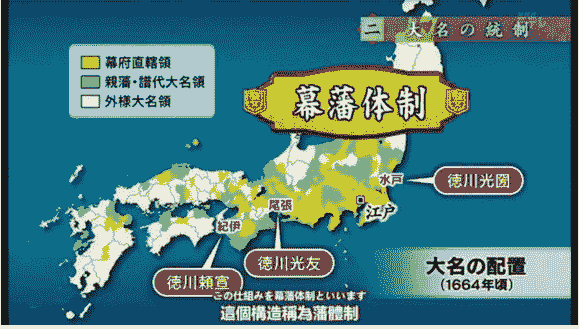 二 大名の統制
幕府直轄領
親藩・譜代大名領
外様大名領
幕藩体制
水戸
徳川光圀
江戸
尾張
紀伊
徳川光友
徳川頼宣
大名の配置
(1664年頃)
この仕組みを幕藩体制といいます
這個構造稱為藩體制